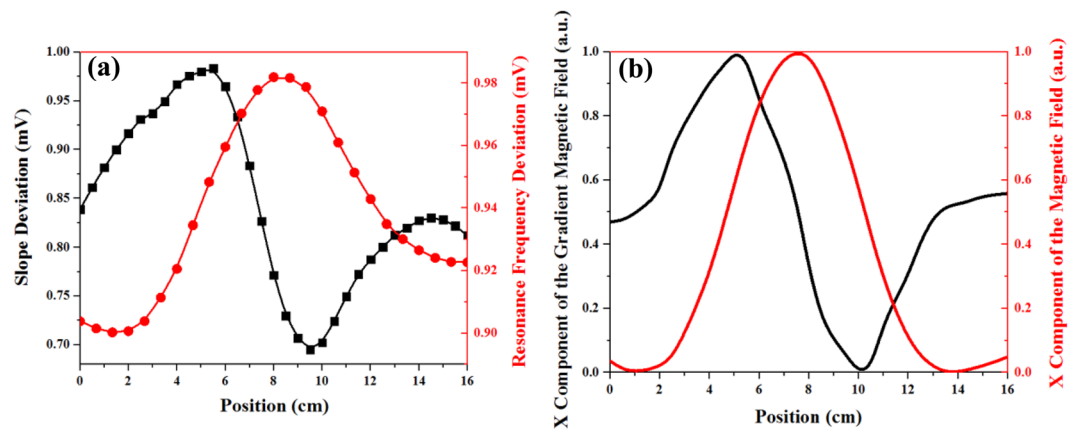 (a)
Slope Deviation (mV)
1.00
0.95
0.90
0.85
0.80
0.75
0.70
0 2 4 6 8 10 12 14 16
Position (cm)
0.98
0.96
0.94
0.92
0.90
Resonance Frequency Deviation (mV)
(b)
X Component of the Gradient Magnetic Field (a.u.)
1.0
0.8
0.6
0.4
0.2
0.0
0 2 4 6 8 10 12 14 16
Position (cm)
1.0
0.8
0.6
0.4
0.2
0.0
X Component of the Magnetic Field (a.u.)